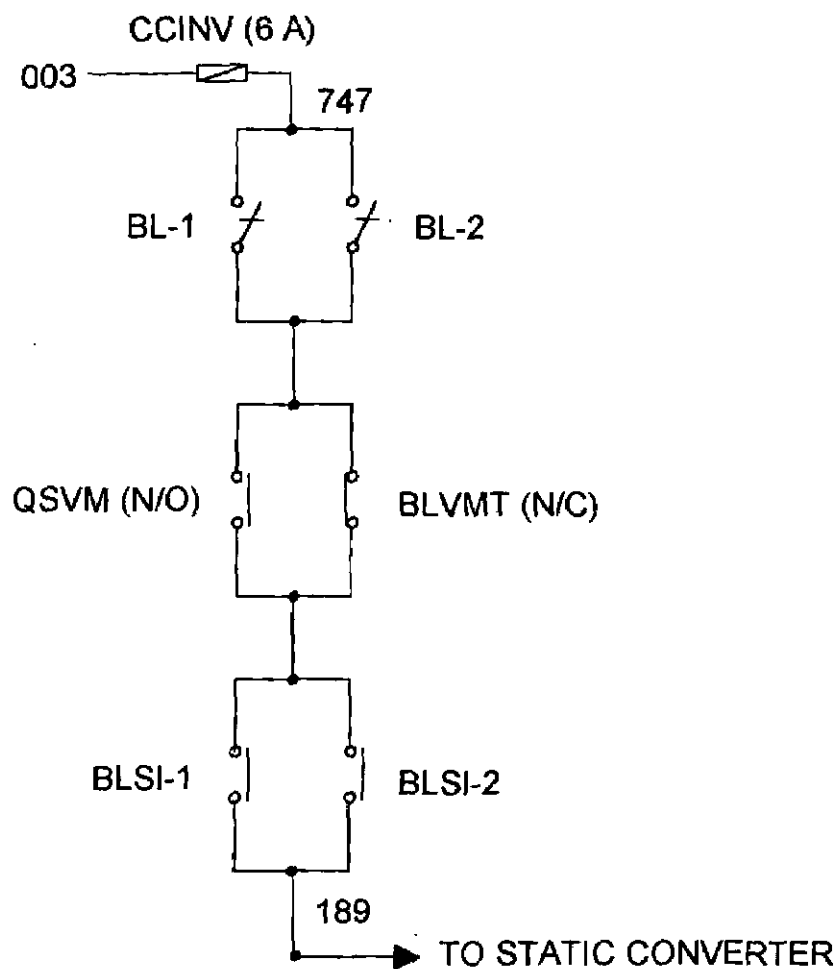 CCINV (6 A)
003
747
BL-1
BL-2
QSVM (N/O)
BLVMT (N/C)
BLSI-1
BLSI-2
189
TO STATIC CONVERTER